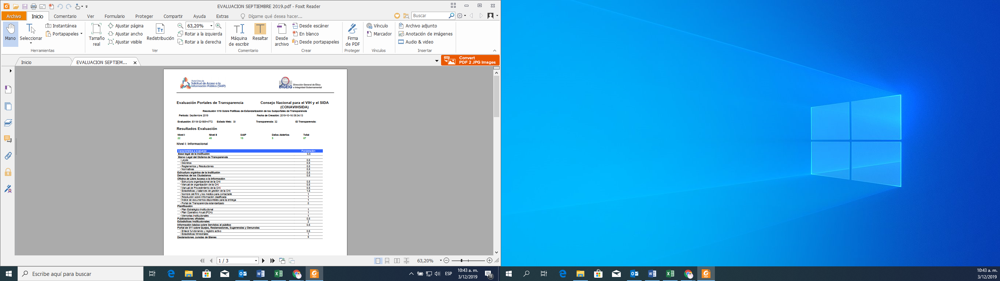 EVALUACION SEPTIEMBRE 2019.pdf - Foxit Reader
Archivo Inicio Comentario Ver Formulario Proteger Compartir Ayuda Extras Dígame qué desea hacer... Buscar
Mano
Seleccionar
Instantánea
Portapapeles
Herramientas
Tamaño
real
Ajustar página
Ajustar ancho
Ajustar visible
Redistribución
63,20%
Rotar a la izquierda
Rotar a la derecha
Ver
Máquina
de escribir
Resaltar
Comentario
Desde
archivo
Desde escáner
En blanco
Desde portapapeles
Crear
Firma
de PDF
Proteger
Vínculo
Marcador
Vínculos
Archivo adjunto
Anotación de imágenes
Audio & video
Insertar
Inicio EVALUACION SEPTIEM...
Convert
PDF 2 JPG Images
Portal Único de
Solicitud de Acceso a la
Información Pública (SAIP)
DIGEIG
Dirección General de Ética
e Integridad Gubernamental
Evaluación Portales de Transparencia
Consejo Nacional para el VIH y el SIDA
(CONAVIHSIDA)
Resolución 1/18 Sobre Políticas de Estandarización de los Subportales de Transparencia
Periodo: Septiembre 2019 Fecha de Creación: 2019-10-16 09:34:13
Evaluación: E118-32-569-4772 Estado Web: SI Transparencia: 32 ID Transparencia:
Resultados Evaluación
Nivel I Nivel II SAIP Datos Abiertos Total
22 45 15 5 87
Nivel I: Informacional
Característica a evaluarse Ponderación
Base legal de la Institución 0.5
Marco Legal del Sistema de Transparencia
- Leyes 0.5
- Decretos 0.5
- Reglamentos y Resoluciones 0.5
- Normativas 0.5
Estructura orgánica de la Institución 0.5
Derechos de los Ciudadanos 0.5
Oficina de Libre Acceso a la Información
- Estructura organizacional de la OAI 0.5
- Manual de organización de la OAI 0.5
- Manual de Procedimiento de la OAI 0.5
- Estadísticas y balances de gestión de la OAI 1.5
- Nombre del RAI y los medios para contactarle 1
- Resolución sobre información clasificada 1
- Índice de documentos disponibles para la entrega 1
- Portal de Transparencia estandarizado 0
Planificación
- Plan Estratégico Institucional 1
- Plan Operativo Anual (POA) 1
- Memorias Institucionales 1
Publicaciones oficiales 0.5
Estadísticas Institucionales 2
Información básica sobre Servicios al público 0.5
Portal de 311 sobre Quejas, Reclamaciones, Sugerencias y Denuncias
- Enlace funcionando y registro activo 0.5
- Estadísticas trimestrales 1
Declaraciones Juradas de Bienes 5
1 / 3 63,20%
Escribe aquí para buscar
ESP
10:43 a. m.
3/12/2019
11
10:43 a. m.
3/12/2019